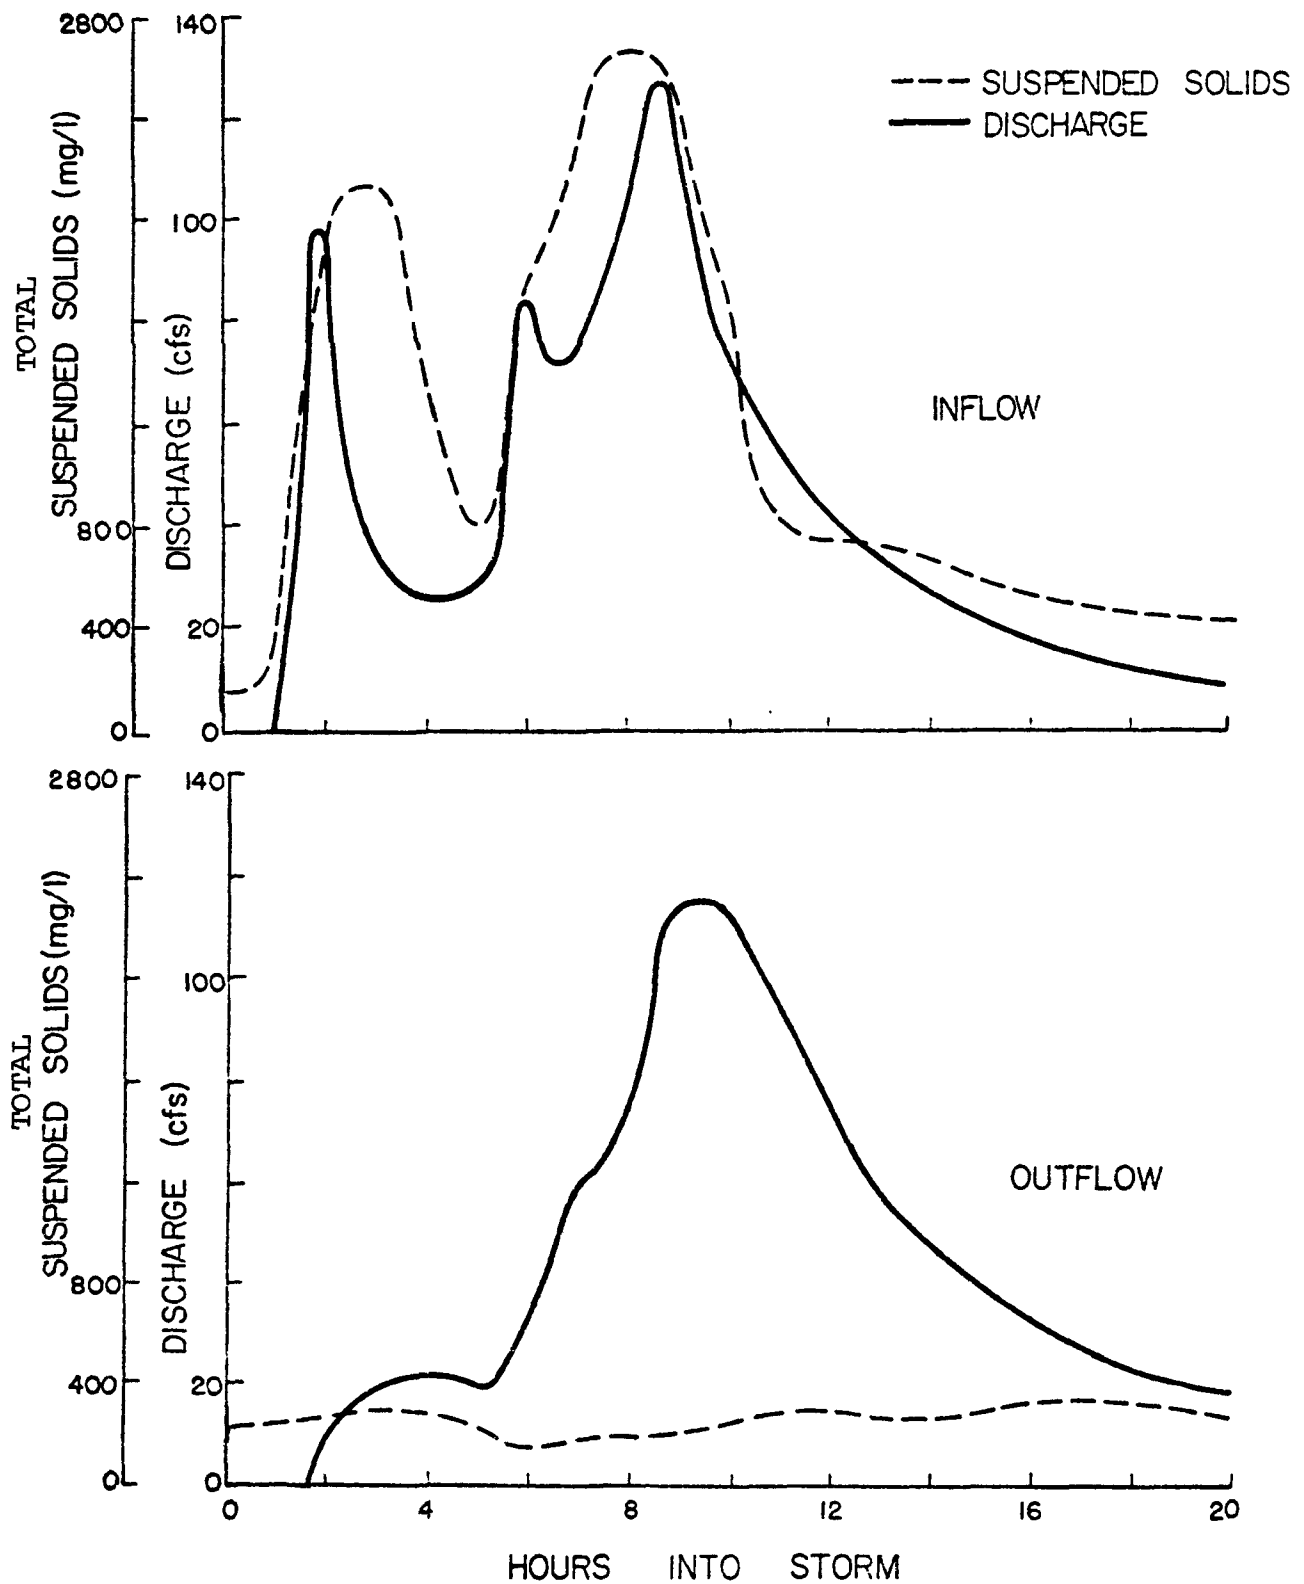 2800
140
SUSPENDED SOLIDS
DISCHARGE
TOTAL
SUSPENDED SOLIDS (mg/l)
DISCHARGE (cfs)
100
INFLOW
800
400
20
0
0
2800
140
TOTAL
SUSPENDED SOLIDS (mg/l)
DISCHARGE (cfs)
100
OUTFLOW
800
400
20
0
0
0 4 8 12 16 20
HOURS INTO STORM